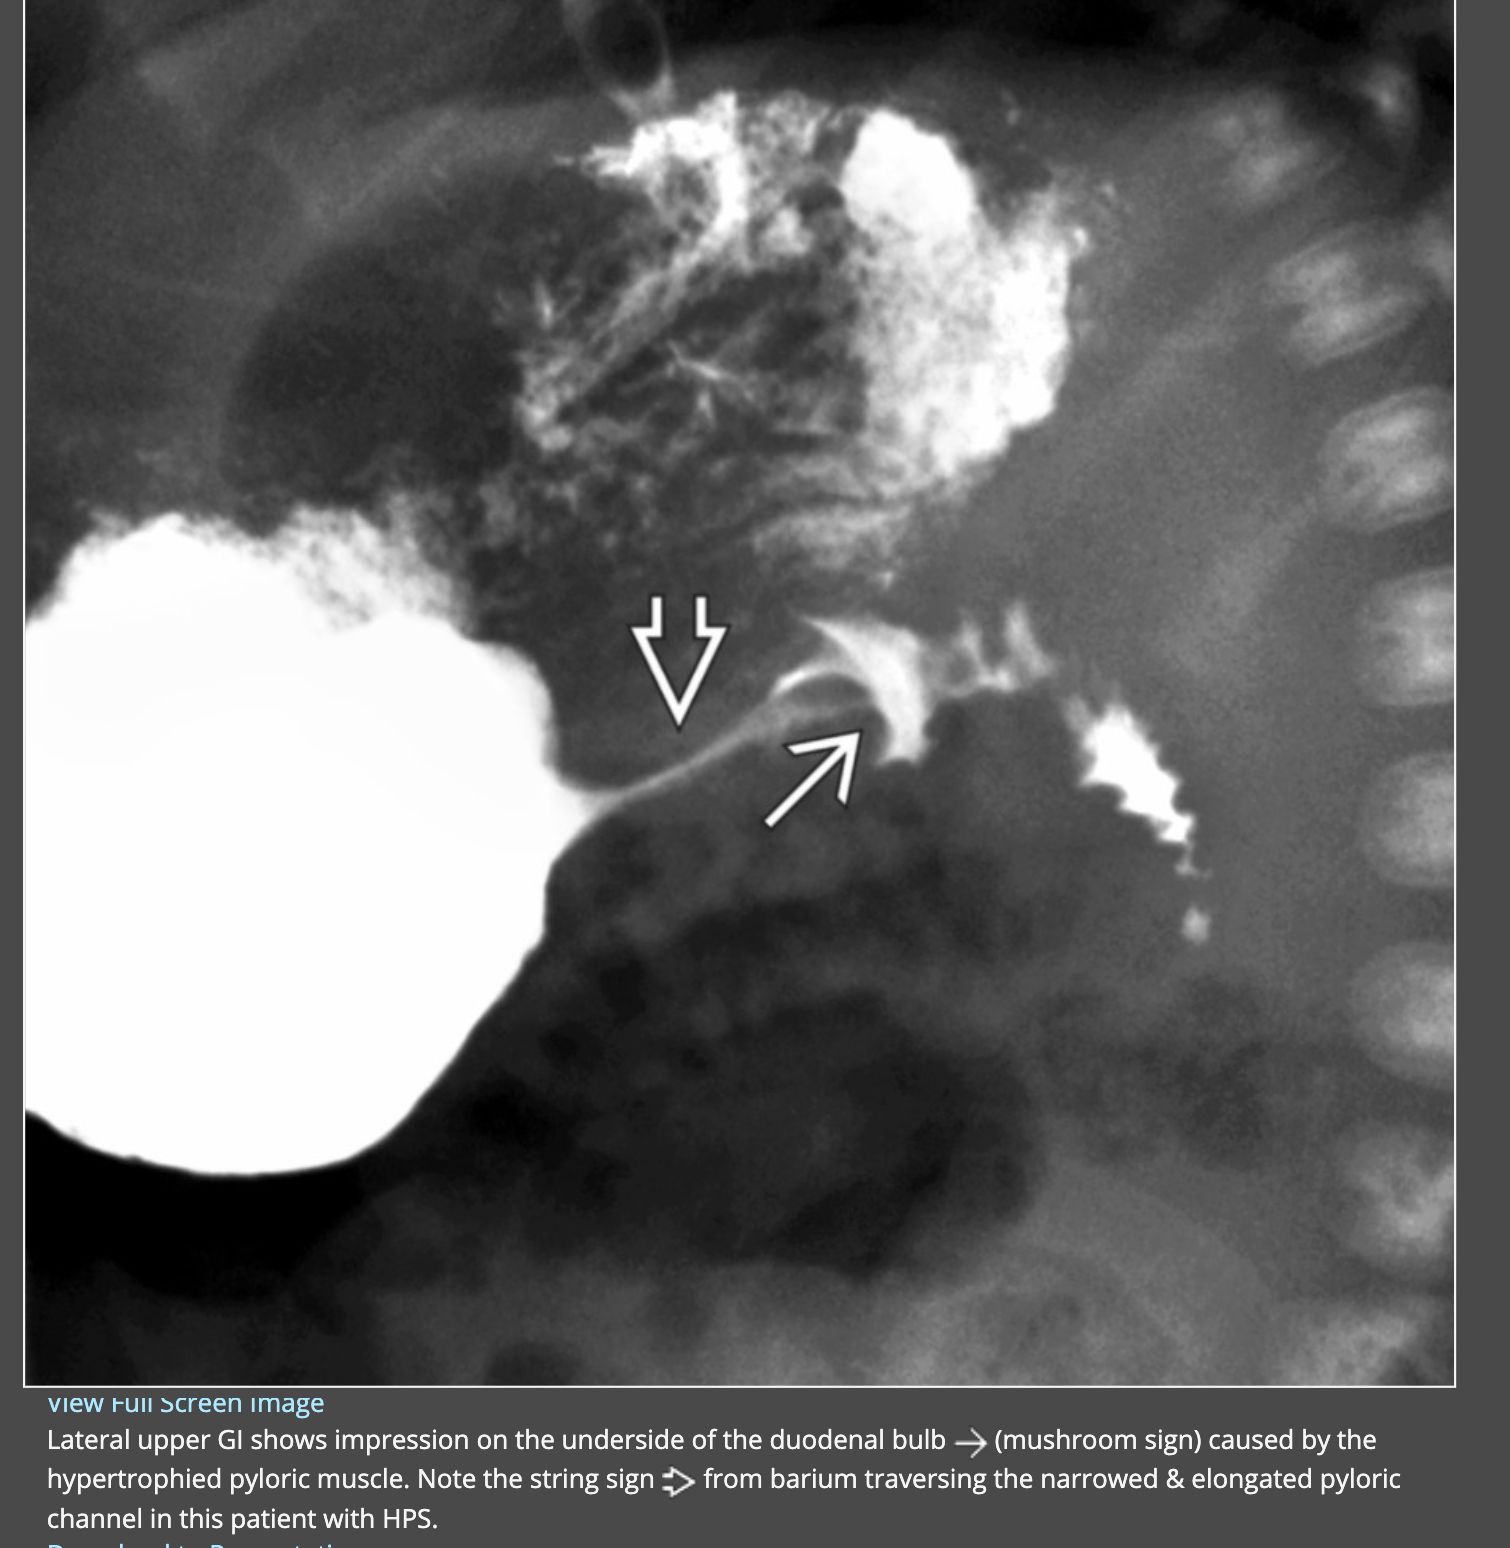 View Full Screen Image
Lateral upper GI shows impression on the underside of the duodenal bulb → (mushroom sign) caused by the
hypertrophied pyloric muscle. Note the string sign ⇨ from barium traversing the narrowed & elongated pyloric
channel in this patient with HPS.